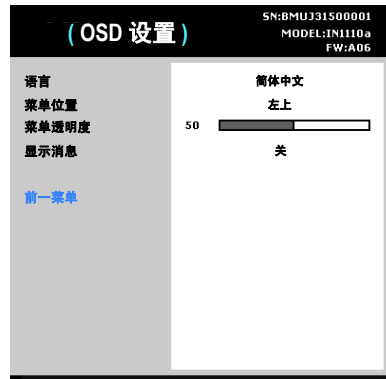 ( OSD 设置 )
SN:BMUJ31500001
MODEL:IN1110a
FW:A06
语言 简体中文
菜单位置 左上
菜单透明度 50
显示消息 关
前一菜单